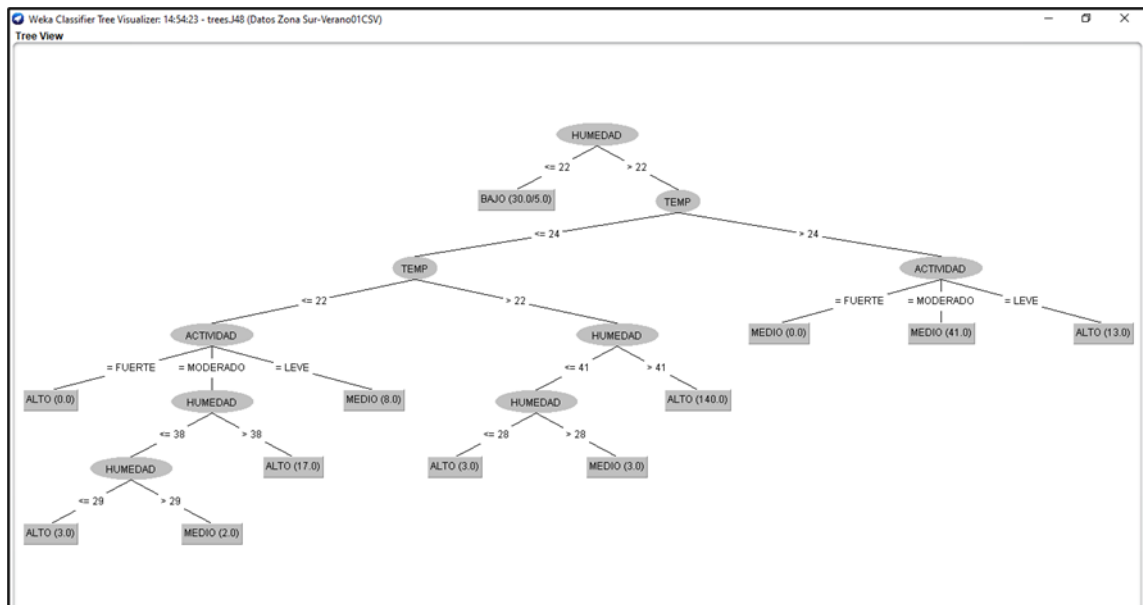 Weka Classifier Tree Visualizer: 14:54:23 - trees.J48 (Datos Zona Sur-Verano01CSV)
Tree View
HUMEDAD
<= 22 > 22
BAJO (30.0/5.0) TEMP
<= 24 > 24
TEMP ACTIVIDAD
<= 22 > 22 = FUERTE = MODERADO = LEVE
ACTIVIDAD HUMEDAD MEDIO (0.0) MEDIO (41.0) ALTO (13.0)
= FUERTE = MODERADO = LEVE <= 41 > 41
ALTO (0.0) HUMEDAD MEDIO (8.0) HUMEDAD ALTO (140.0)
<= 38 > 38 <= 28 > 28
HUMEDAD ALTO (17.0) ALTO (3.0) MEDIO (3.0)
<= 29 > 29
ALTO (3.0) MEDIO (2.0)